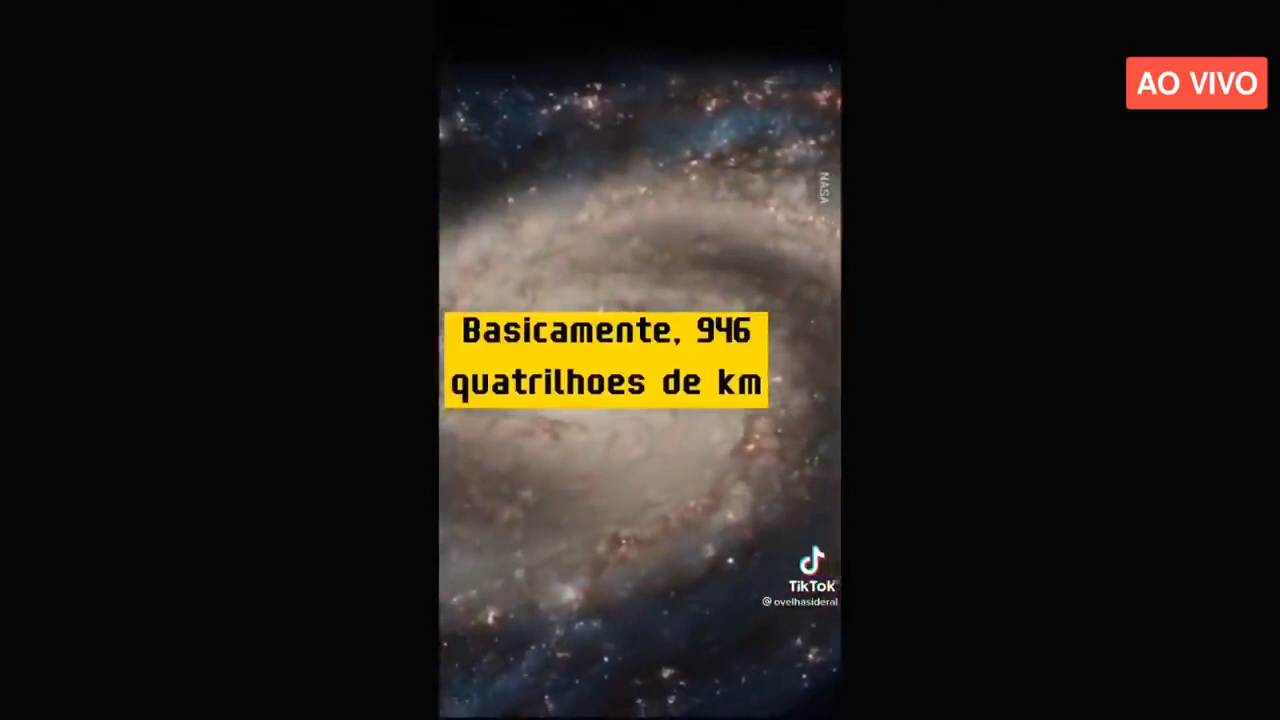 AO VIVO
NASA
Basicamente, 946
quatrilhoes de km
TikTok
@ovelhasideral